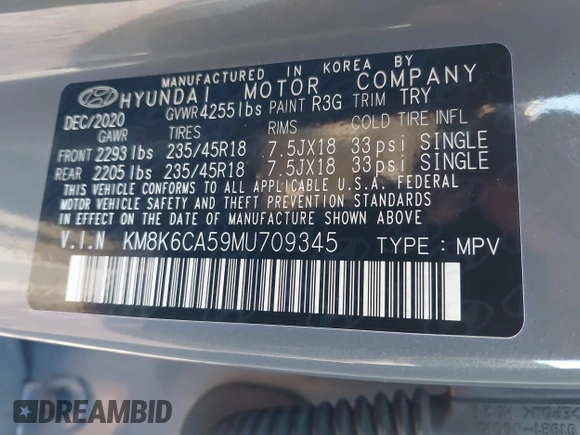 MANUFACTURED IN KOREA BY
HYUNDAI MOTOR COMPANY
DEC/2020 GVWR 4255lbs PAINT R3G TRIM TRY
GAWR TIRES RIMS COLD TIRE INFL
FRONT 2293 lbs 235/45R18 7.5JX18 33psi SINGLE
REAR 2205 lbs 235/45R18 7.5JX18 33psi SINGLE
THIS VEHICLE CONFORMS TO ALL APPLICABLE U.S.A. FEDERAL
MOTOR VEHICLE SAFETY AND THEFT PREVENTION STANDARDS
IN EFFECT ON THE DATE OF MANUFACTURE SHOWN ABOVE.
V.I.N KM8K6CA59MU709345 TYPE : MPV
DREAMBID